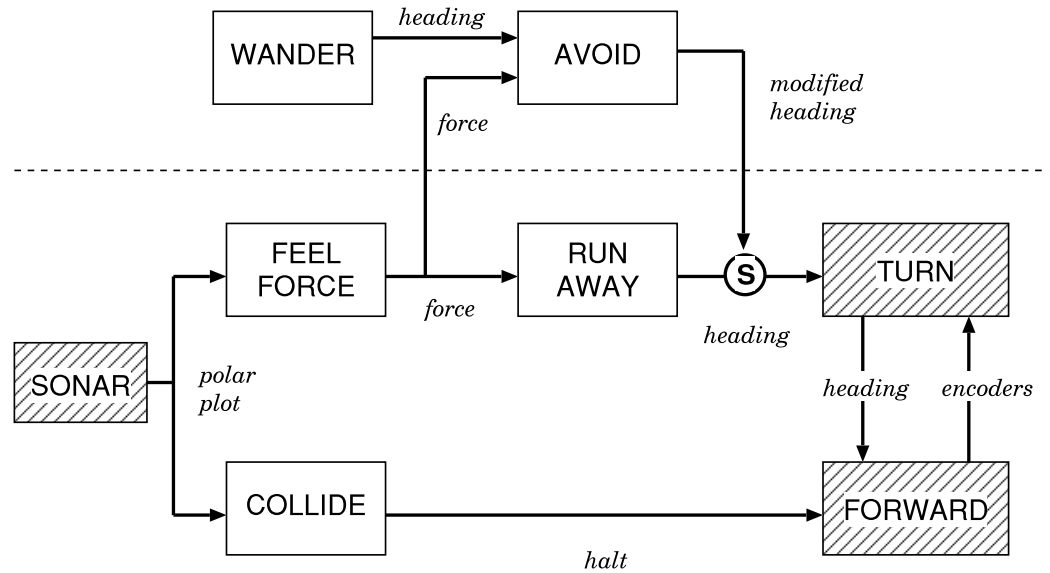 heading
WANDER
AVOID
modified
heading
force
FEEL
FORCE
RUN
AWAY
S
TURN
force
heading
SONAR
polar
plot
heading
encoders
COLLIDE
FORWARD
halt